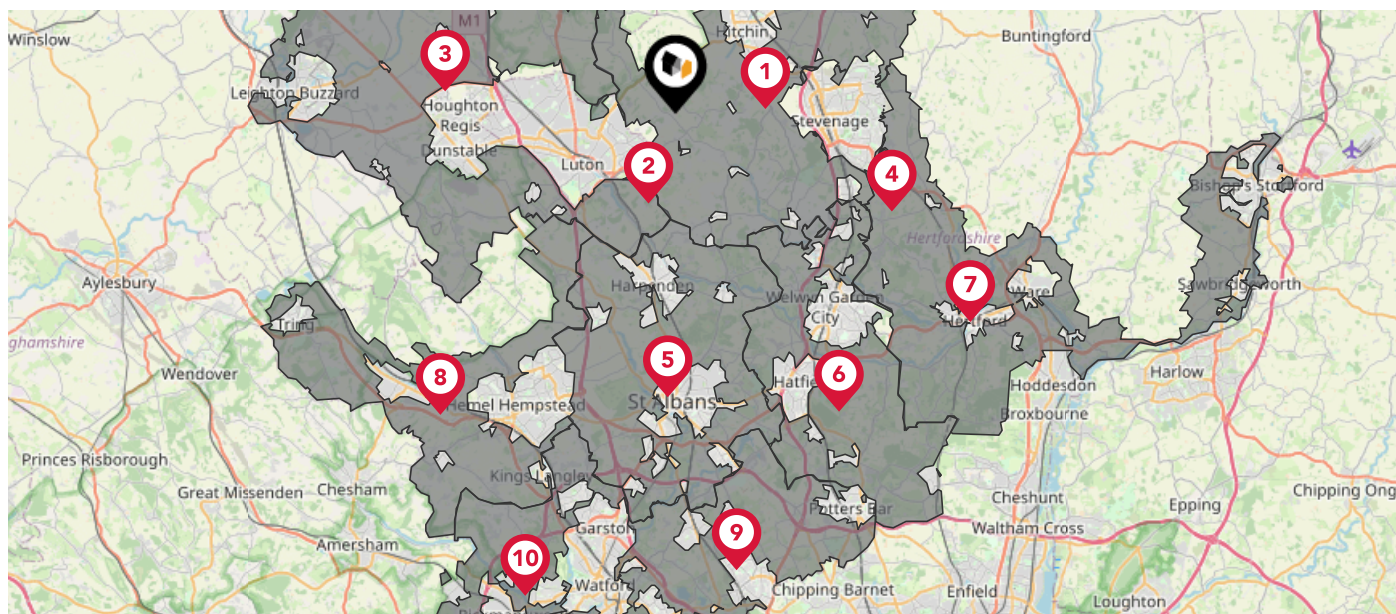 M1
Winslow
Hitchin
Buntingford
3
1
Leighton Buzzard
Houghton
Regis
Dunstable
Stevenage
Luton
2
4
Bishop's Stortford
Hertfordshire
Aylesbury
Harpenden
Welwyn Garden
City
7
Ware
Hertford
Sawbridgeworth
Tring
ghamshire
Wendover
8
5
6
Harlow
Hemel Hempstead
St Albans
Hatfie
Hoddesdon
Broxbourne
Princes Risborough
Great Missenden
Chesham
Kings Langley
Cheshunt
Epping
Chipping Ong
Potters Bar
Waltham Cross
Amersham
Garston
9
10
Watford
Chipping Barnet
Enfield
Loughton